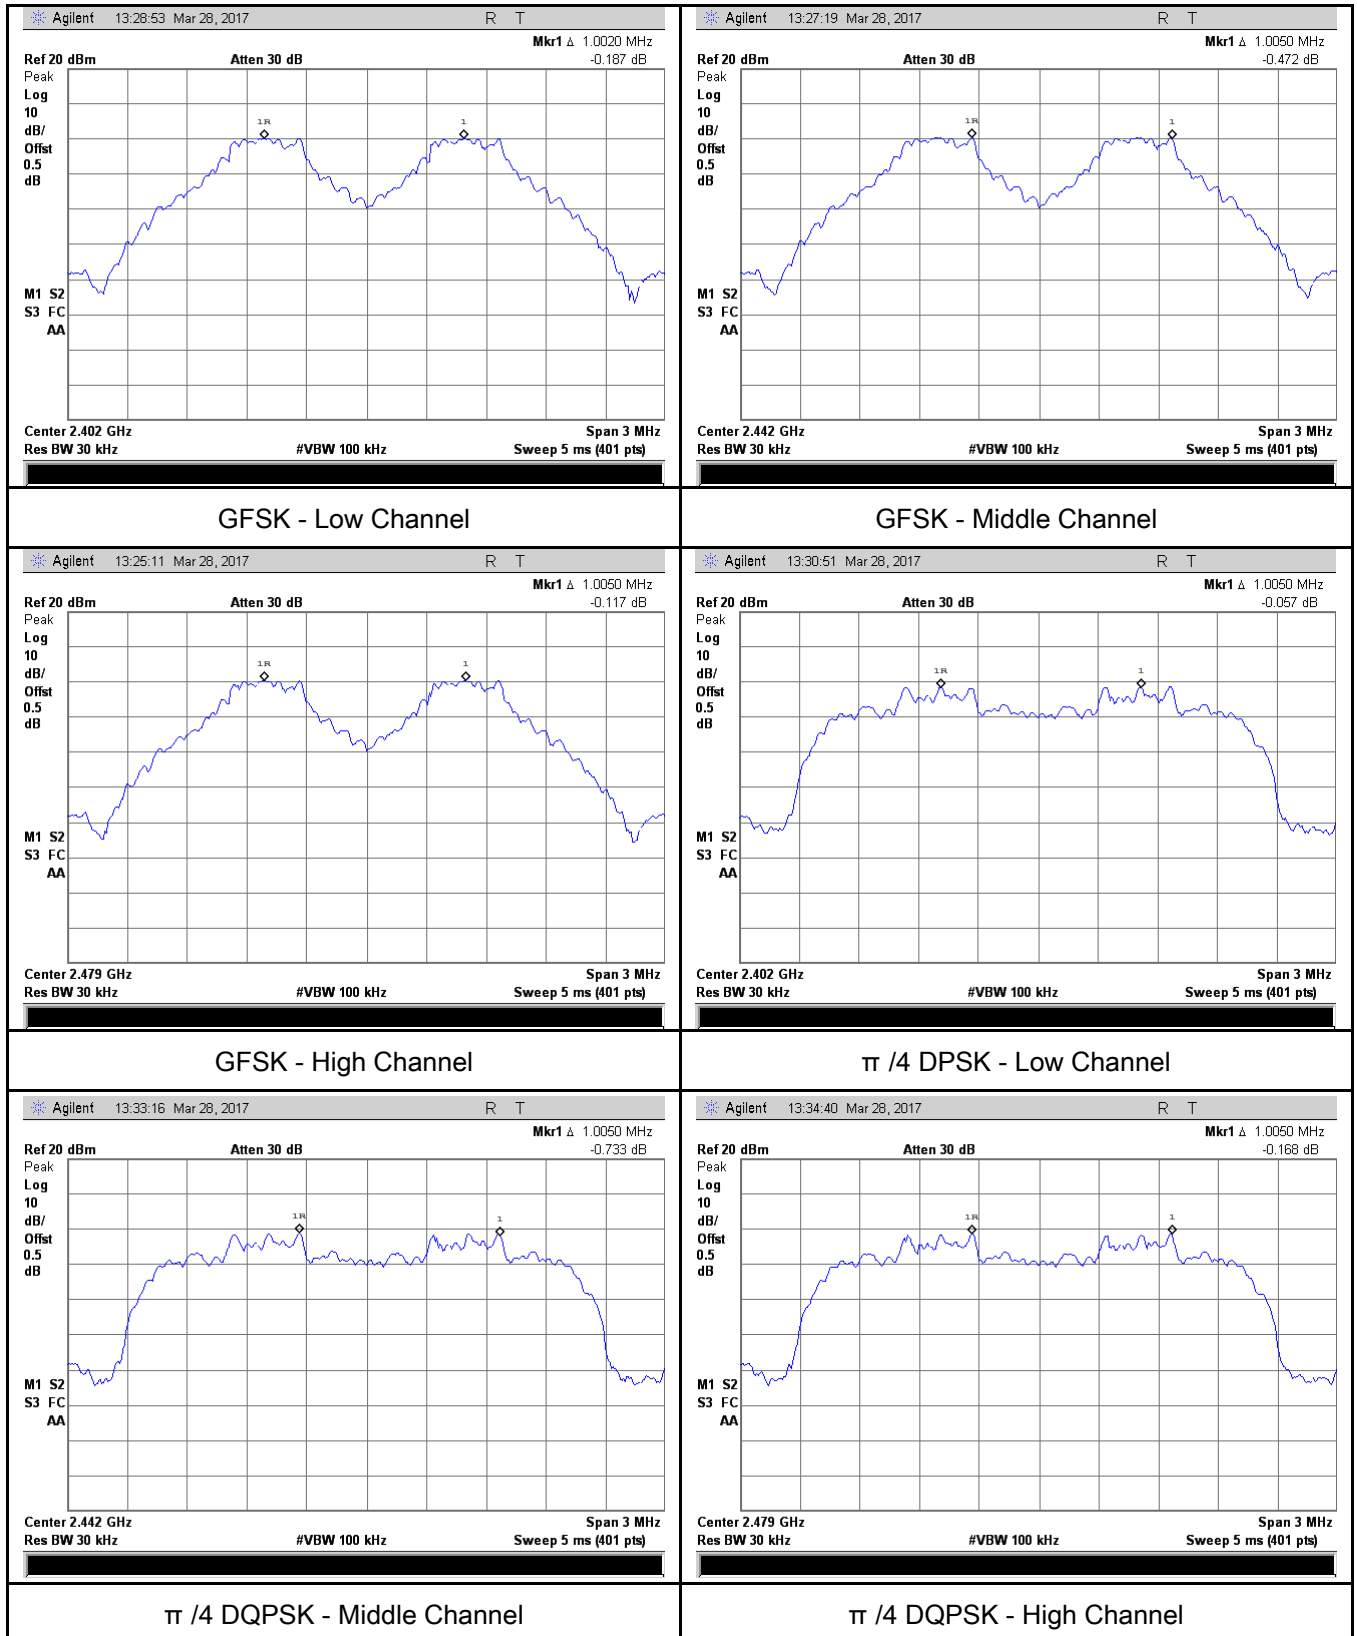 Agilent 13:28:53 Mar 28, 2017 R T
Mkr1 Δ 1.0020 MHz
Ref 20 dBm Atten 30 dB -0.187 dB
Peak
Log
10
dB/
Offst
0.5
dB
1R 1
M1 S2
S3 FC
AA
Center 2.402 GHz Span 3 MHz
Res BW 30 kHz #VBW 100 kHz Sweep 5 ms (401 pts)
GFSK - Low Channel
Agilent 13:27:19 Mar 28, 2017 R T
Mkr1 Δ 1.0050 MHz
Ref 20 dBm Atten 30 dB -0.472 dB
Peak
Log
10
dB/
Offst
0.5
dB
1R 1
M1 S2
S3 FC
AA
Center 2.442 GHz Span 3 MHz
Res BW 30 kHz #VBW 100 kHz Sweep 5 ms (401 pts)
GFSK - Middle Channel
Agilent 13:25:11 Mar 28, 2017 R T
Mkr1 Δ 1.0050 MHz
Ref 20 dBm Atten 30 dB -0.117 dB
Peak
Log
10
dB/
Offst
0.5
dB
1R 1
M1 S2
S3 FC
AA
Center 2.479 GHz Span 3 MHz
Res BW 30 kHz #VBW 100 kHz Sweep 5 ms (401 pts)
GFSK - High Channel
Agilent 13:30:51 Mar 28, 2017 R T
Mkr1 Δ 1.0050 MHz
Ref 20 dBm Atten 30 dB -0.057 dB
Peak
Log
10
dB/
Offst
0.5
dB
1R 1
M1 S2
S3 FC
AA
Center 2.402 GHz Span 3 MHz
Res BW 30 kHz #VBW 100 kHz Sweep 5 ms (401 pts)
π /4 DPSK - Low Channel
Agilent 13:33:16 Mar 28, 2017 R T
Mkr1 Δ 1.0050 MHz
Ref 20 dBm Atten 30 dB -0.733 dB
Peak
Log
10
dB/
Offst
0.5
dB
1R 1
M1 S2
S3 FC
AA
Center 2.442 GHz Span 3 MHz
Res BW 30 kHz #VBW 100 kHz Sweep 5 ms (401 pts)
π /4 DQPSK - Middle Channel
Agilent 13:34:40 Mar 28, 2017 R T
Mkr1 Δ 1.0050 MHz
Ref 20 dBm Atten 30 dB -0.168 dB
Peak
Log
10
dB/
Offst
0.5
dB
1R 1
M1 S2
S3 FC
AA
Center 2.479 GHz Span 3 MHz
Res BW 30 kHz #VBW 100 kHz Sweep 5 ms (401 pts)
π /4 DQPSK - High Channel